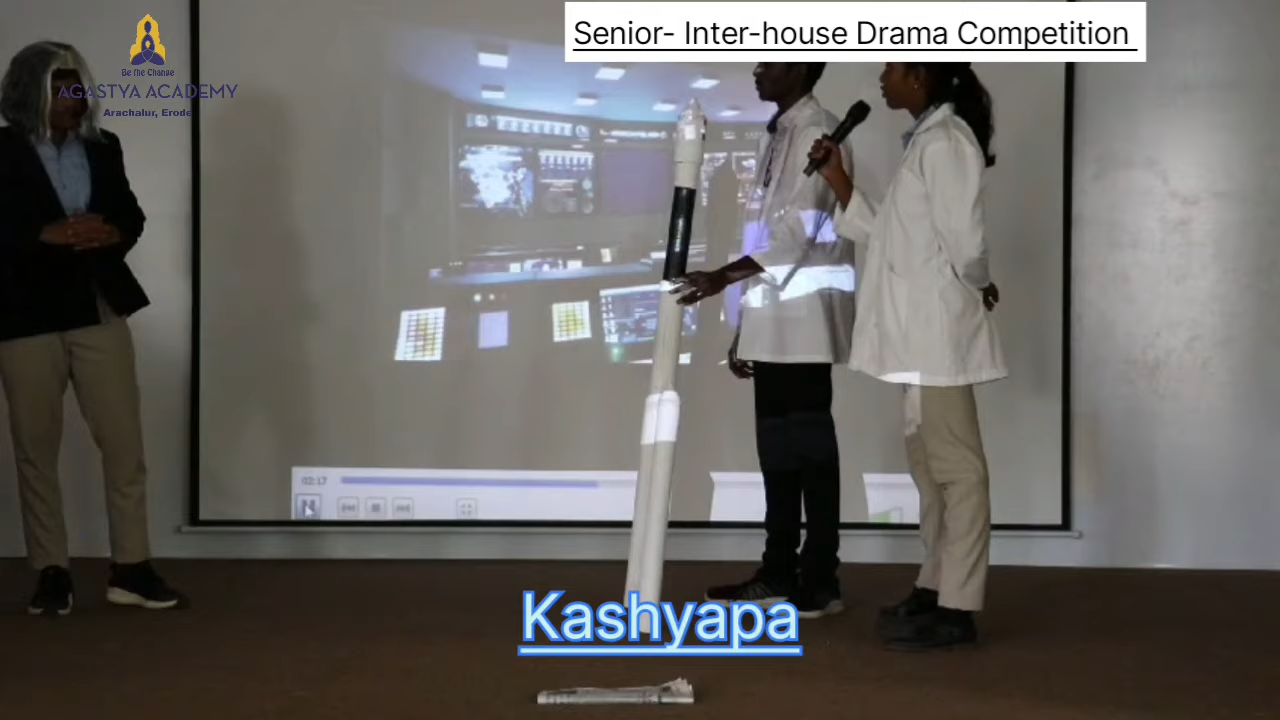 Senior- Inter-house Drama Competition
Be the Change
AGASTYA ACADEMY
Arachalur, Erode
02:17
Kashyapa